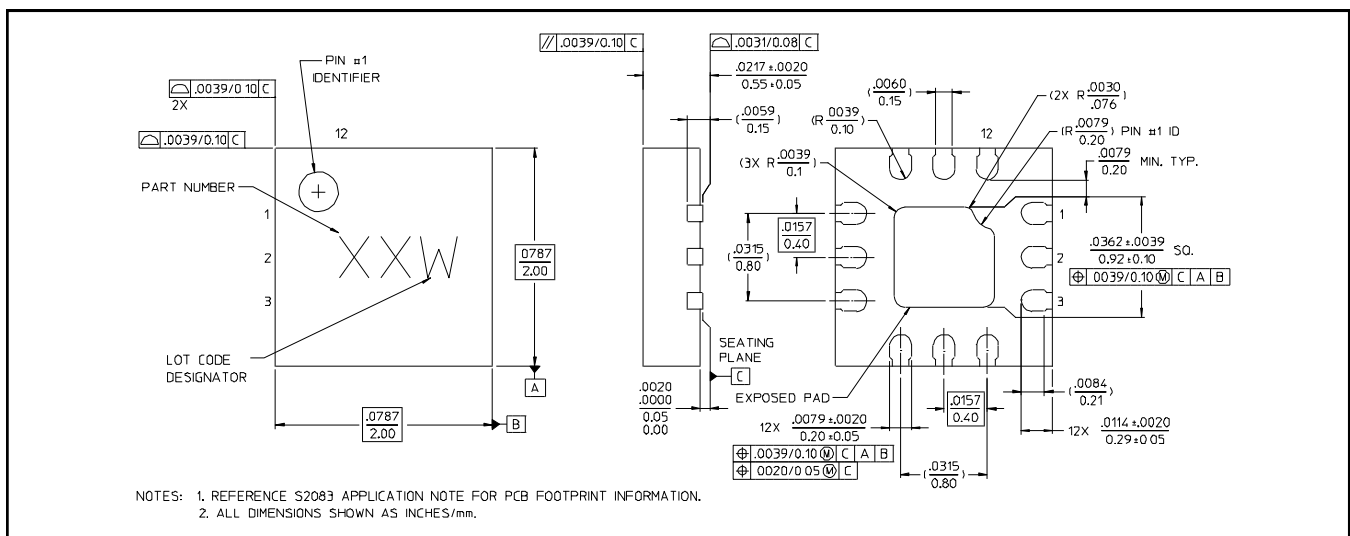 PIN #1
IDENTIFIER
⌓ .0039/0 10 C
2X
⌓ .0039/0.10 C
12
PART NUMBER
1
2
3
XXW
LOT CODE
DESIGNATOR
.0787
2.00
A
.0787
2.00
B
// .0039/0.10 C
⌓ .0031/0.08 C
.0217 ±.0020
0.55±0.05
(.0059
0.15)
SEATING
PLANE
C
.0020
.0000
0.05
0.00
(.0060
0.15)
(R 0039
0.10)
(3X R .0039
0.1)
(2X R .0030
.076)
(R .0079
0.20) PIN #1 ID
12
.0079
0.20 MIN. TYP.
(.0315
0.80)
.0157
0.40
1
2
3
.0362±.0039
0.92±0.10 SQ.
⌖ 0039/0.10 Ⓜ C A B
EXPOSED PAD
12X .0079±.0020
0.20±0.05
⌖ .0039/0.10 Ⓜ C A B
⌖ 0020/0 05 Ⓜ C
.0157
0.40
(.0315
0.80)
(.0084
0.21)
12X .0114±.0020
0.29±0 05
NOTES: 1. REFERENCE S2083 APPLICATION NOTE FOR PCB FOOTPRINT INFORMATION.
2. ALL DIMENSIONS SHOWN AS INCHES/mm.